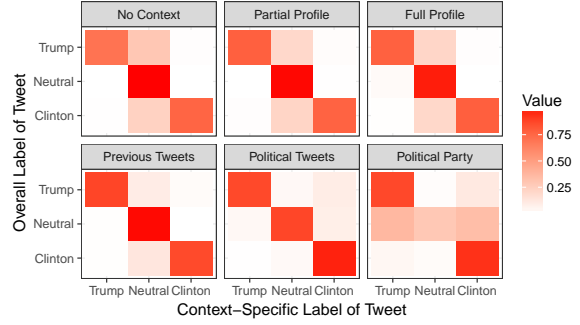 No Context Partial Profile Full Profile
Trump
Neutral
Clinton
Previous Tweets Political Tweets Political Party
Trump
Neutral
Clinton
Trump Neutral Clinton Trump Neutral Clinton Trump Neutral Clinton
Context−Specific Label of Tweet
Overall Label of Tweet
Value
0.75
0.50
0.25